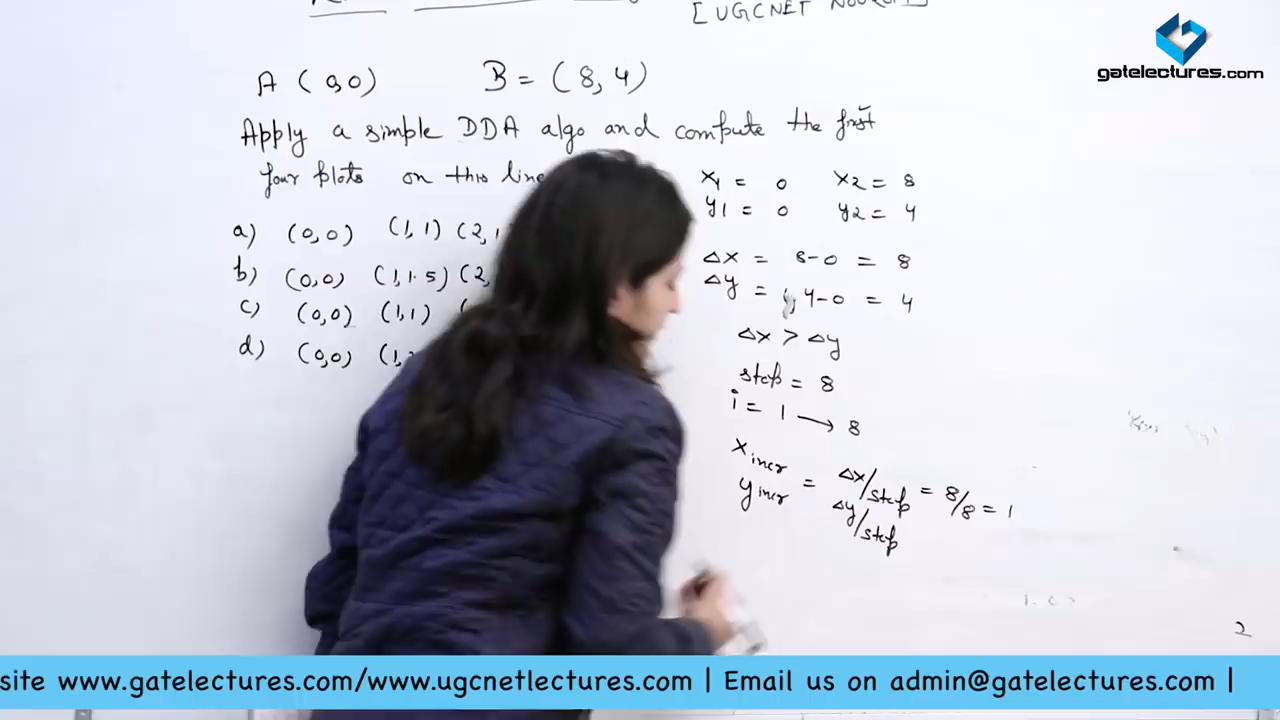 [UGCNET
gatelectures.com
A (0,0) B = (8,4)
Apply a simple DDA algo and compute the first
four plots on this line
a) (0,0) (1,1) (2,1
b) (0,0) (1,1.5) (2,
c) (0,0) (1,1) (
d) (0,0) (1,
x1 = 0 x2 = 8
y1 = 0 y2 = 4
Δx = 8-0 = 8
Δy = 4-0 = 4
Δx > Δy
step = 8
i = 1 → 8
xincr = Δx/step = 8/8 = 1
yincr Δy/step
2
site www.gatelectures.com/www.ugcnetlectures.com | Email us on admin@gatelectures.com |